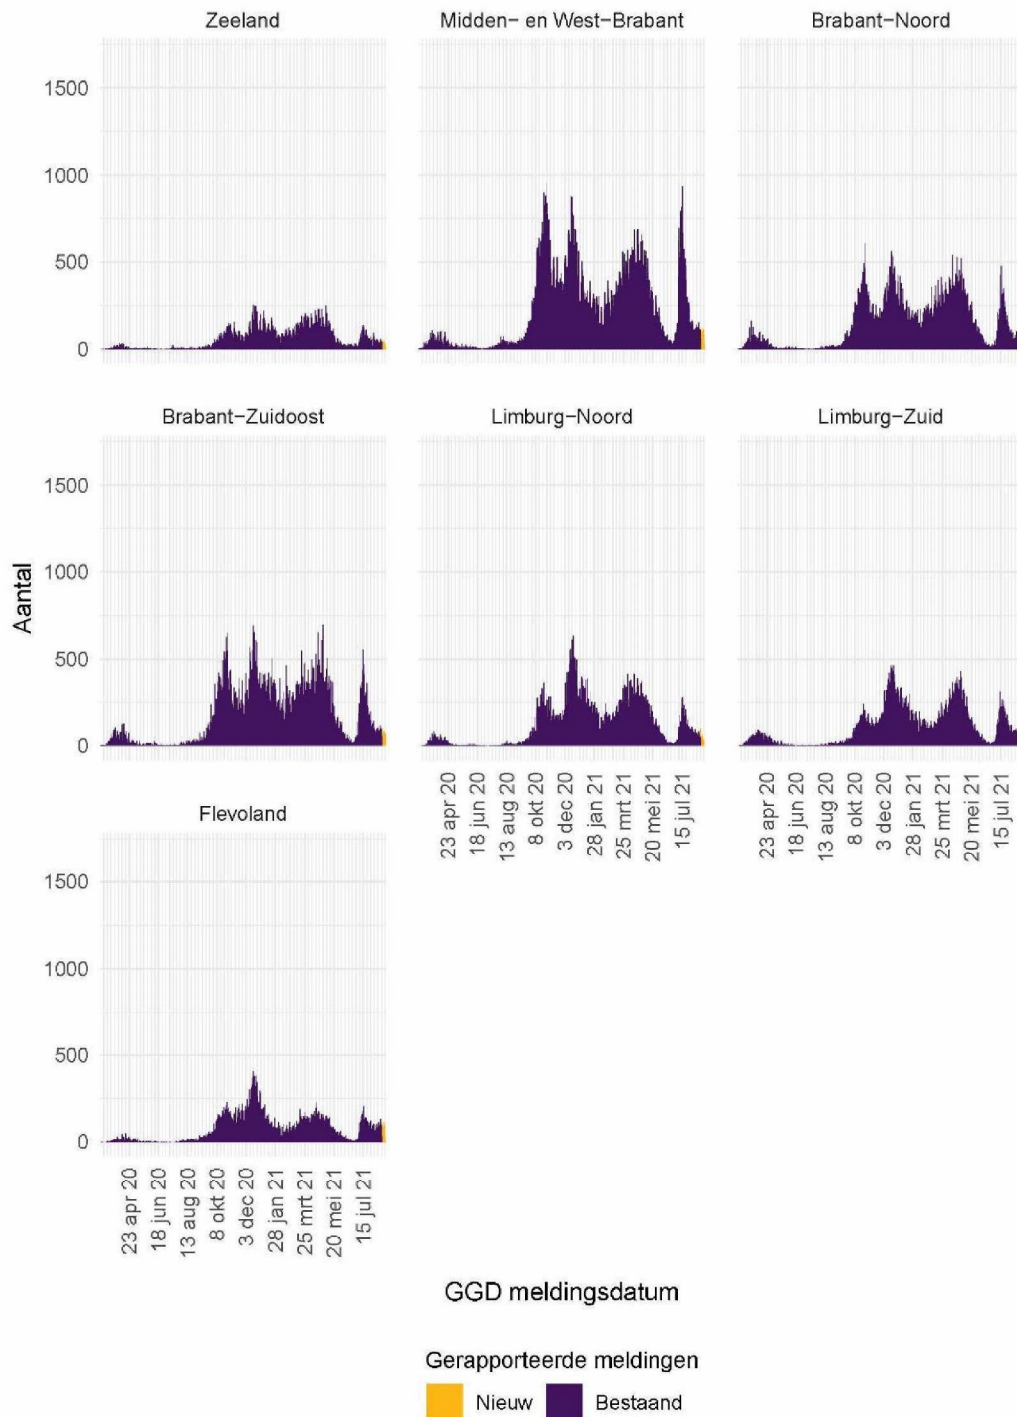 Zeeland
Midden- en West-Brabant
Brabant-Noord
1500
1000
500
0
Brabant-Zuidoost
Limburg-Noord
Limburg-Zuid
1500
1000
500
0
Aantal
23 apr 20
18 jun 20
13 aug 20
8 okt 20
3 dec 20
28 jan 21
25 mrt 21
20 mei 21
15 jul 21
23 apr 20
18 jun 20
13 aug 20
8 okt 20
3 dec 20
28 jan 21
25 mrt 21
20 mei 21
15 jul 21
Flevoland
1500
1000
500
0
23 apr 20
18 jun 20
13 aug 20
8 okt 20
3 dec 20
28 jan 21
25 mrt 21
20 mei 21
15 jul 21
GGD meldingsdatum
Gerapporteerde meldingen
Nieuw
Bestaand